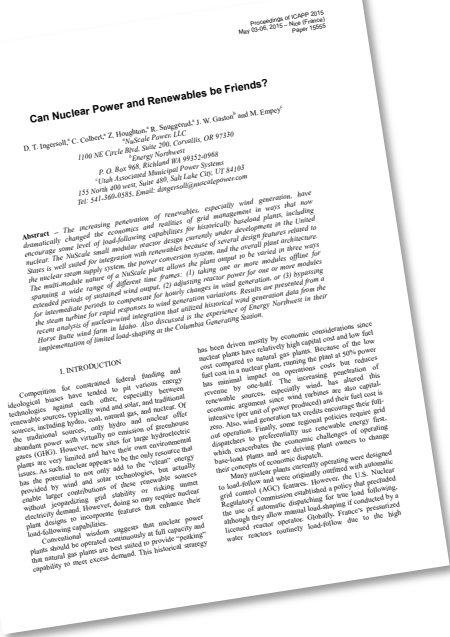 Proceedings of ICAPP 2015
May 03-06, 2015 – Nice (France)
Paper 15555
Can Nuclear Power and Renewables be Friends?
D. T. Ingersoll,a C. Colbert,a Z. Houghton,a R. Snuggerud,a J. W. Gastonb and M. Empeyc
aNuScale Power, LLC
1100 NE Circle Blvd, Suite 200, Corvallis, OR 97330
bEnergy Northwest
P. O. Box 968, Richland WA 99352-0968
cUtah Associated Municipal Power Systems
155 North 400 west, Suite 480, Salt Lake City, UT 84103
Tel: 541-360-0585, Email: dingersoll@nuscalepower.com
Abstract – The increasing penetration of renewables, especially wind generation, have
dramatically changed the economics and realities of grid management in ways that now
encourage some level of load-following capabilities for historically baseload plants, including
nuclear. The NuScale small modular reactor design currently under development in the United
States is well suited for integration with renewables because of several design features related to
the nuclear steam supply system, the power conversion system, and the overall plant architecture.
The multi-module nature of a NuScale plant allows the plant output to be varied in three ways
spanning a wide range of different time frames: (1) taking one or more modules offline for
extended periods of sustained wind output, (2) adjusting reactor power for one or more modules
for intermediate periods to compensate for hourly changes in wind generation, or (3) bypassing
the steam turbine for rapid responses to wind generation variations. Results are presented from a
recent analysis of nuclear-wind integration that utilized historical wind generation data from the
Horse Butte wind farm in Idaho. Also discussed is the experience of Energy Northwest in their
implementation of limited load-shaping at the Columbia Generating Station.
I. INTRODUCTION
Competition for constrained federal funding and
ideological biases have tended to pit various energy
technologies against each other, especially between
renewable sources, typically wind and solar, and traditional
sources, including hydro, coal, natural gas, and nuclear. Of
the traditional sources, only hydro and nuclear offer
abundant power with virtually no emission of greenhouse
gases (GHG). However, new sites for large hydroelectric
plants are very limited and have their own environmental
issues. As such, nuclear appears to be the only resource that
has the potential to not only add to the "clear" energy
provided by wind and solar technologies, but actually
enable larger contributions of these renewable sources
without jeopardizing grid stability or risking unmet
electricity demand. However, doing so may require nuclear
plant designs to incorporate features that enhance their
load-following capabilities.
Conventional wisdom suggests that nuclear power
plants should be operated continuously at full capacity and
that natural gas plants are best suited to provide "peaking"
capability to meet excess demand. This historical strategy
has been driven mostly by economic considerations since
nuclear plants have relatively high capital cost and low fuel
cost compared to natural gas plants. Because of the low
fuel cost in a nuclear plant, running the plant at 50% power
has minimal impact on operations costs but reduces
revenue by one-half. The increasing penetration of
renewable sources, especially wind, has altered this
economic argument since wind turbines are also capital-
intensive (per unit of power produced) and their fuel cost is
zero. Also, wind generation tax credits encourage their full-
out operation. Finally, some regional policies require grid
dispatchers to preferentially use renewable energy first,
which exacerbates the economic challenges of operating
base-load plants and are driving plant owners to change
their concepts of economic dispatch.
Many nuclear plants currently operating were designed
to load-follow and were originally outfitted with automatic
grid control (AGC) features. However, the U.S. Nuclear
Regulatory Commission established a policy that precluded
the use of automatic dispatching for true load following,
although they allow manual load-shaping if conducted by a
licensed reactor operator. Globally, France's pressurized
water reactors routinely load-follow due to the high